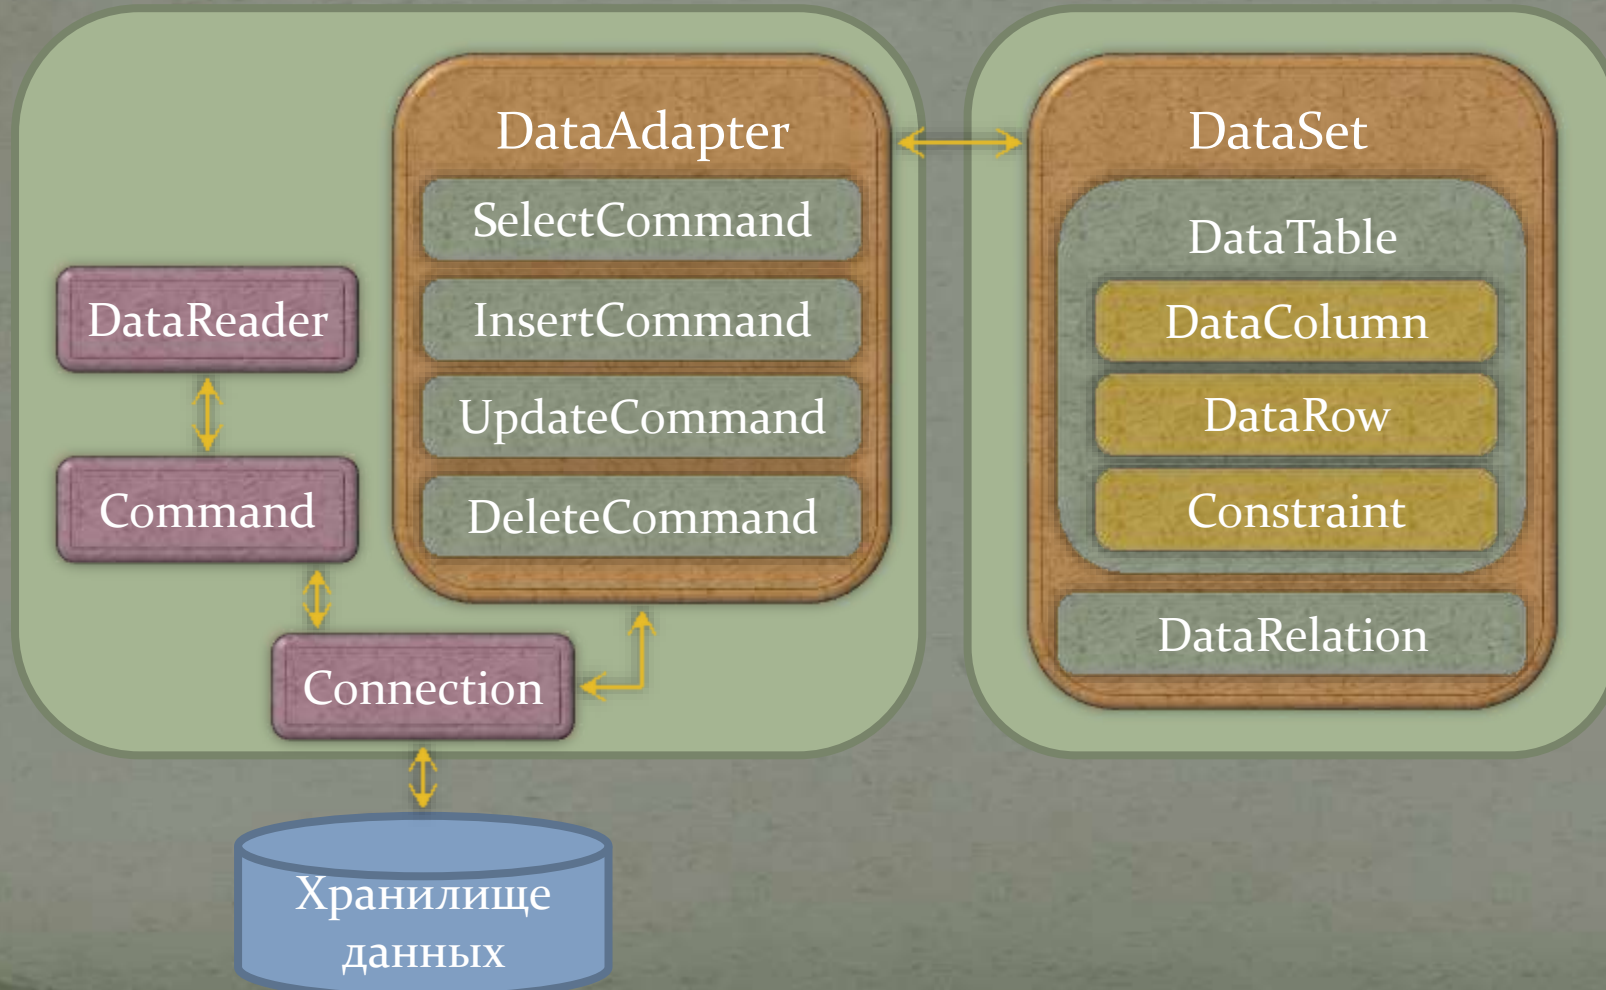 DataAdapter
SelectCommand
InsertCommand
UpdateCommand
DeleteCommand
DataReader
Command
Connection
Хранилище
данных
DataSet
DataTable
DataColumn
DataRow
Constraint
DataRelation